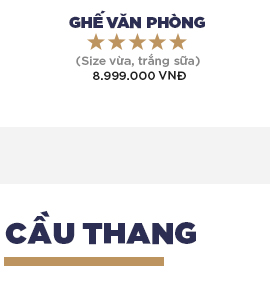 GHẾ VĂN PHÒNG
★★★★★
(Size vừa, trắng sữa)
8.999.000 VNĐ
CẦU THANG